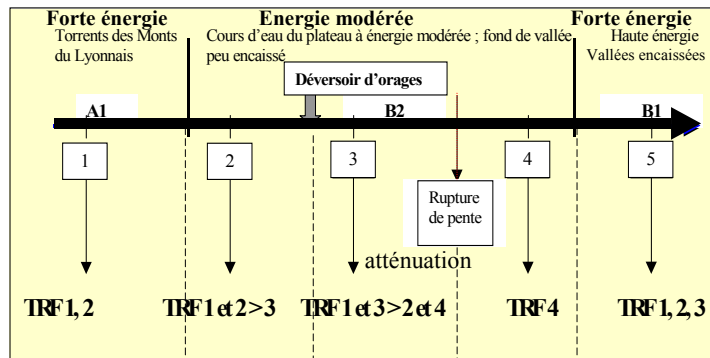 Forte énergie
Energie modérée
Forte énergie
Torrents des Monts
du Lyonnais
Cours d'eau du plateau à énergie modérée ; fond de vallée
peu encaissé
Haute énergie
Vallées encaissées
Déversoir d'orages
A1
B2
B1
1
2
3
4
5
Rupture
de pente
atténuation
TRF1, 2
TRF1 et 2 > 3
TRF1 et 3 > 2 et 4
TRF4
TRF1, 2, 3